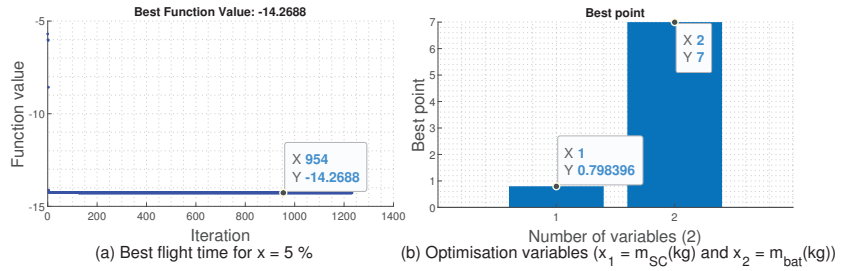 Best Function Value: -14.2688
-5
-10
-15
Function value
X 954
Y -14.2688
0
200
400
600
800
1000
1200
1400
Iteration
(a) Best flight time for x = 5 %
Best point
7
6
5
4
3
2
1
0
Best point
X 2
Y 7
X 1
Y 0.798396
1
2
Number of variables (2)
(b) Optimisation variables (x1 = mSC(kg) and x2 = mbat(kg))